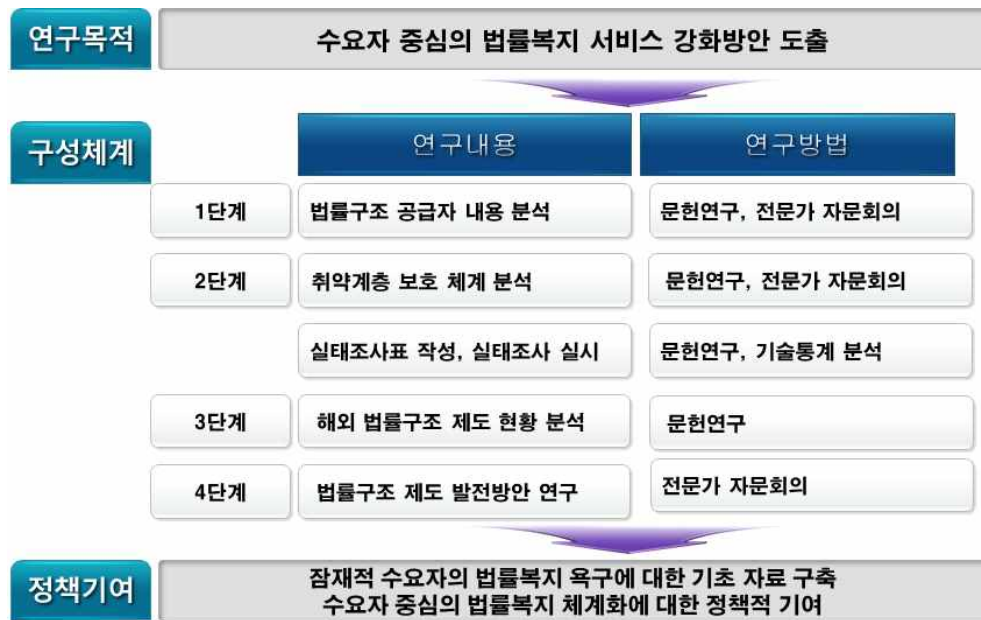 연구목적
수요자 중심의 법률복지 서비스 강화방안 도출
구성체계
연구내용
연구방법
1단계
법률구조 공급자 내용 분석
문헌연구, 전문가 자문회의
2단계
취약계층 보호 체계 분석
문헌연구, 전문가 자문회의
실태조사표 작성, 실태조사 실시
문헌연구, 기술통계 분석
3단계
해외 법률구조 제도 현황 분석
문헌연구
4단계
법률구조 제도 발전방안 연구
전문가 자문회의
정책기여
잠재적 수요자의 법률복지 욕구에 대한 기초 자료 구축
수요자 중심의 법률복지 체계화에 대한 정책적 기여